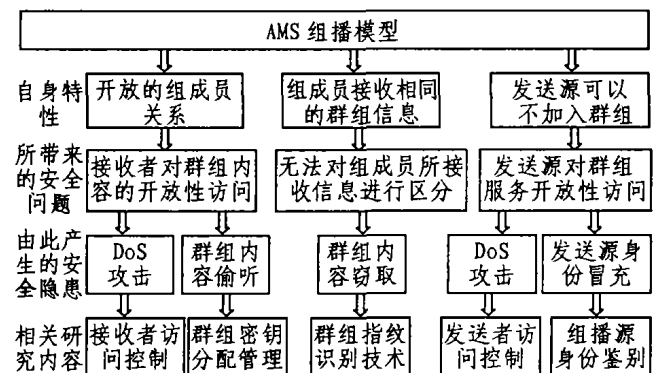 AMS 组播模型
自身特
性
开放的组成员
关系
组成员接收相同
的群组信息
发送源可以
不加入群组
所带来
的安全
问题
接收者对群组内
容的开放性访问
无法对组成员所接
收信息进行区分
发送源对群组
服务开放性访问
由此产
生的安
全隐患
DoS
攻击
群组内
容偷听
群组内
容窃取
DoS
攻击
发送源身
份冒充
相关研
究内容
接收者访
问控制
群组密钥
分配管理
群组指纹
识别技术
发送者访
问控制
组播源
身份鉴别